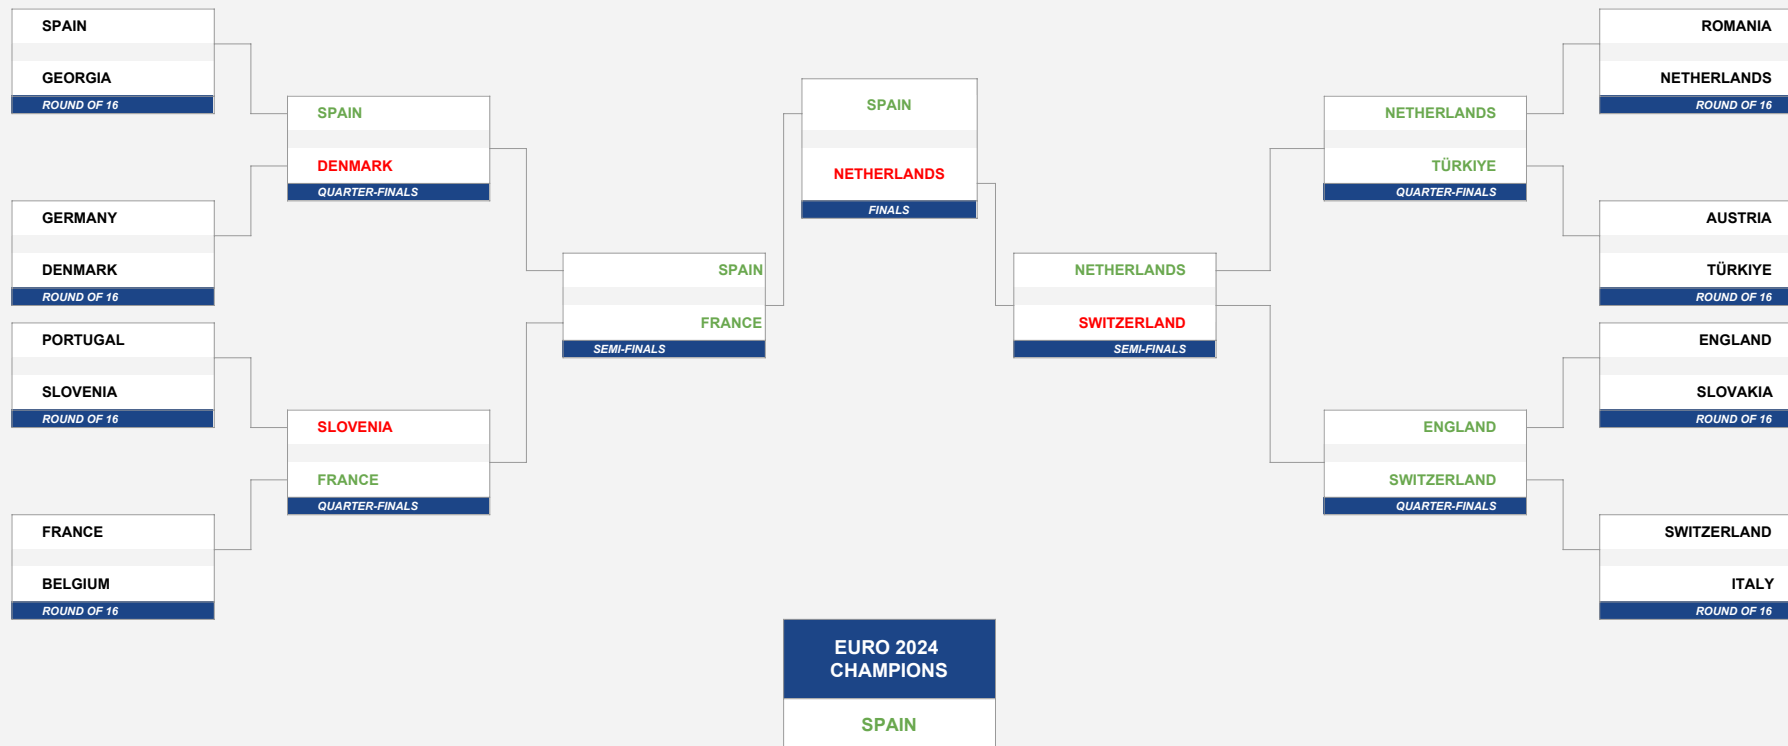 SPAIN
GEORGIA
ROUND OF 16
GERMANY
DENMARK
ROUND OF 16
PORTUGAL
SLOVENIA
ROUND OF 16
FRANCE
BELGIUM
ROUND OF 16
SPAIN
DENMARK
QUARTER-FINALS
SLOVENIA
FRANCE
QUARTER-FINALS
SPAIN
FRANCE
SEMI-FINALS
SPAIN
NETHERLANDS
FINALS
NETHERLANDS
SWITZERLAND
SEMI-FINALS
NETHERLANDS
TÜRKIYE
QUARTER-FINALS
ENGLAND
SWITZERLAND
QUARTER-FINALS
ROMANIA
NETHERLANDS
ROUND OF 16
AUSTRIA
TÜRKIYE
ROUND OF 16
ENGLAND
SLOVAKIA
ROUND OF 16
SWITZERLAND
ITALY
ROUND OF 16
EURO 2024
CHAMPIONS
SPAIN